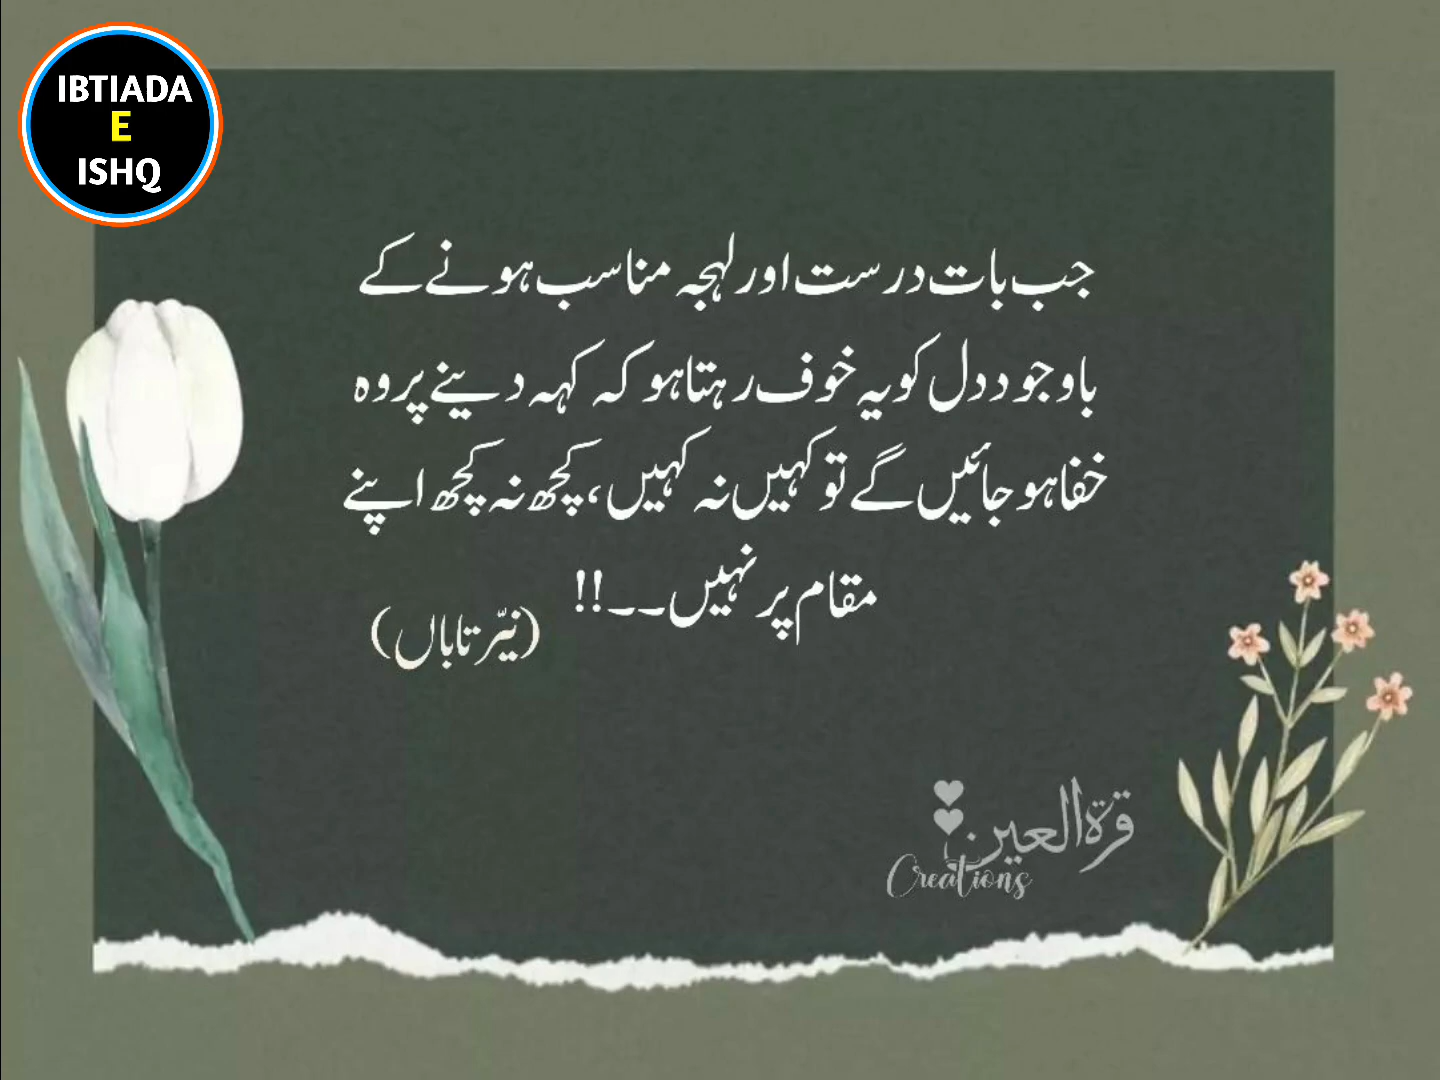 IBTIADA
E
ISHQ
جب بات درست اور لہجہ مناسب ہونے کے
باوجود دل کو یہ خوف رہتا ہو کہ کہہ دینے پر وہ
خفا ہو جائیں گے تو کہیں نہ کہیں، کچھ نہ کچھ اپنے
مقام پر نہیں۔۔!!
(نیّر تاباں)
قرۃالعین
Creations